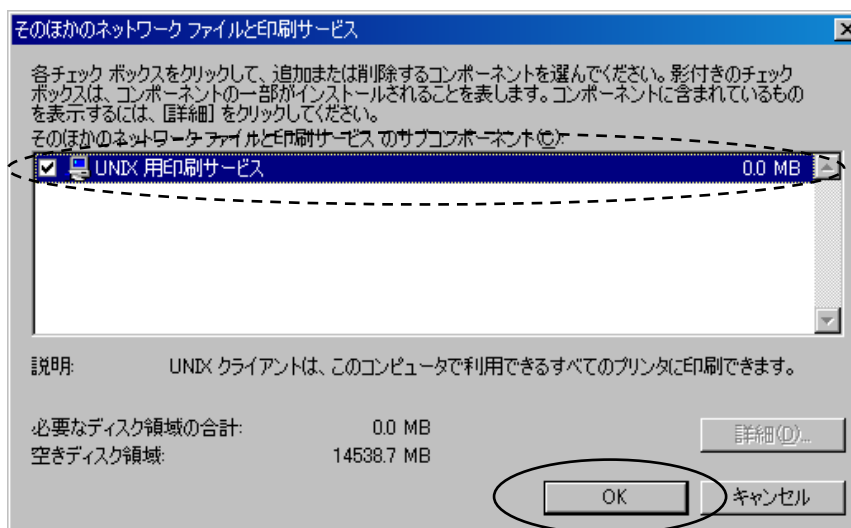 そのほかのネットワーク ファイルと印刷サービス
各チェック ボックスをクリックして、追加または削除するコンポーネントを選んでください。影付きのチェック
ボックスは、コンポーネントの一部がインストールされることを表します。コンポーネントに含まれているもの
を表示するには、[詳細] をクリックしてください。
そのほかのネットワーク ファイルと印刷サービス のサブコンポーネント(C):
UNIX 用印刷サービス 0.0 MB
説明: UNIX クライアントは、このコンピュータで利用できるすべてのプリンタに印刷できます。
必要なディスク領域の合計: 0.0 MB
空きディスク領域: 14538.7 MB
詳細(D)...
OK キャンセル